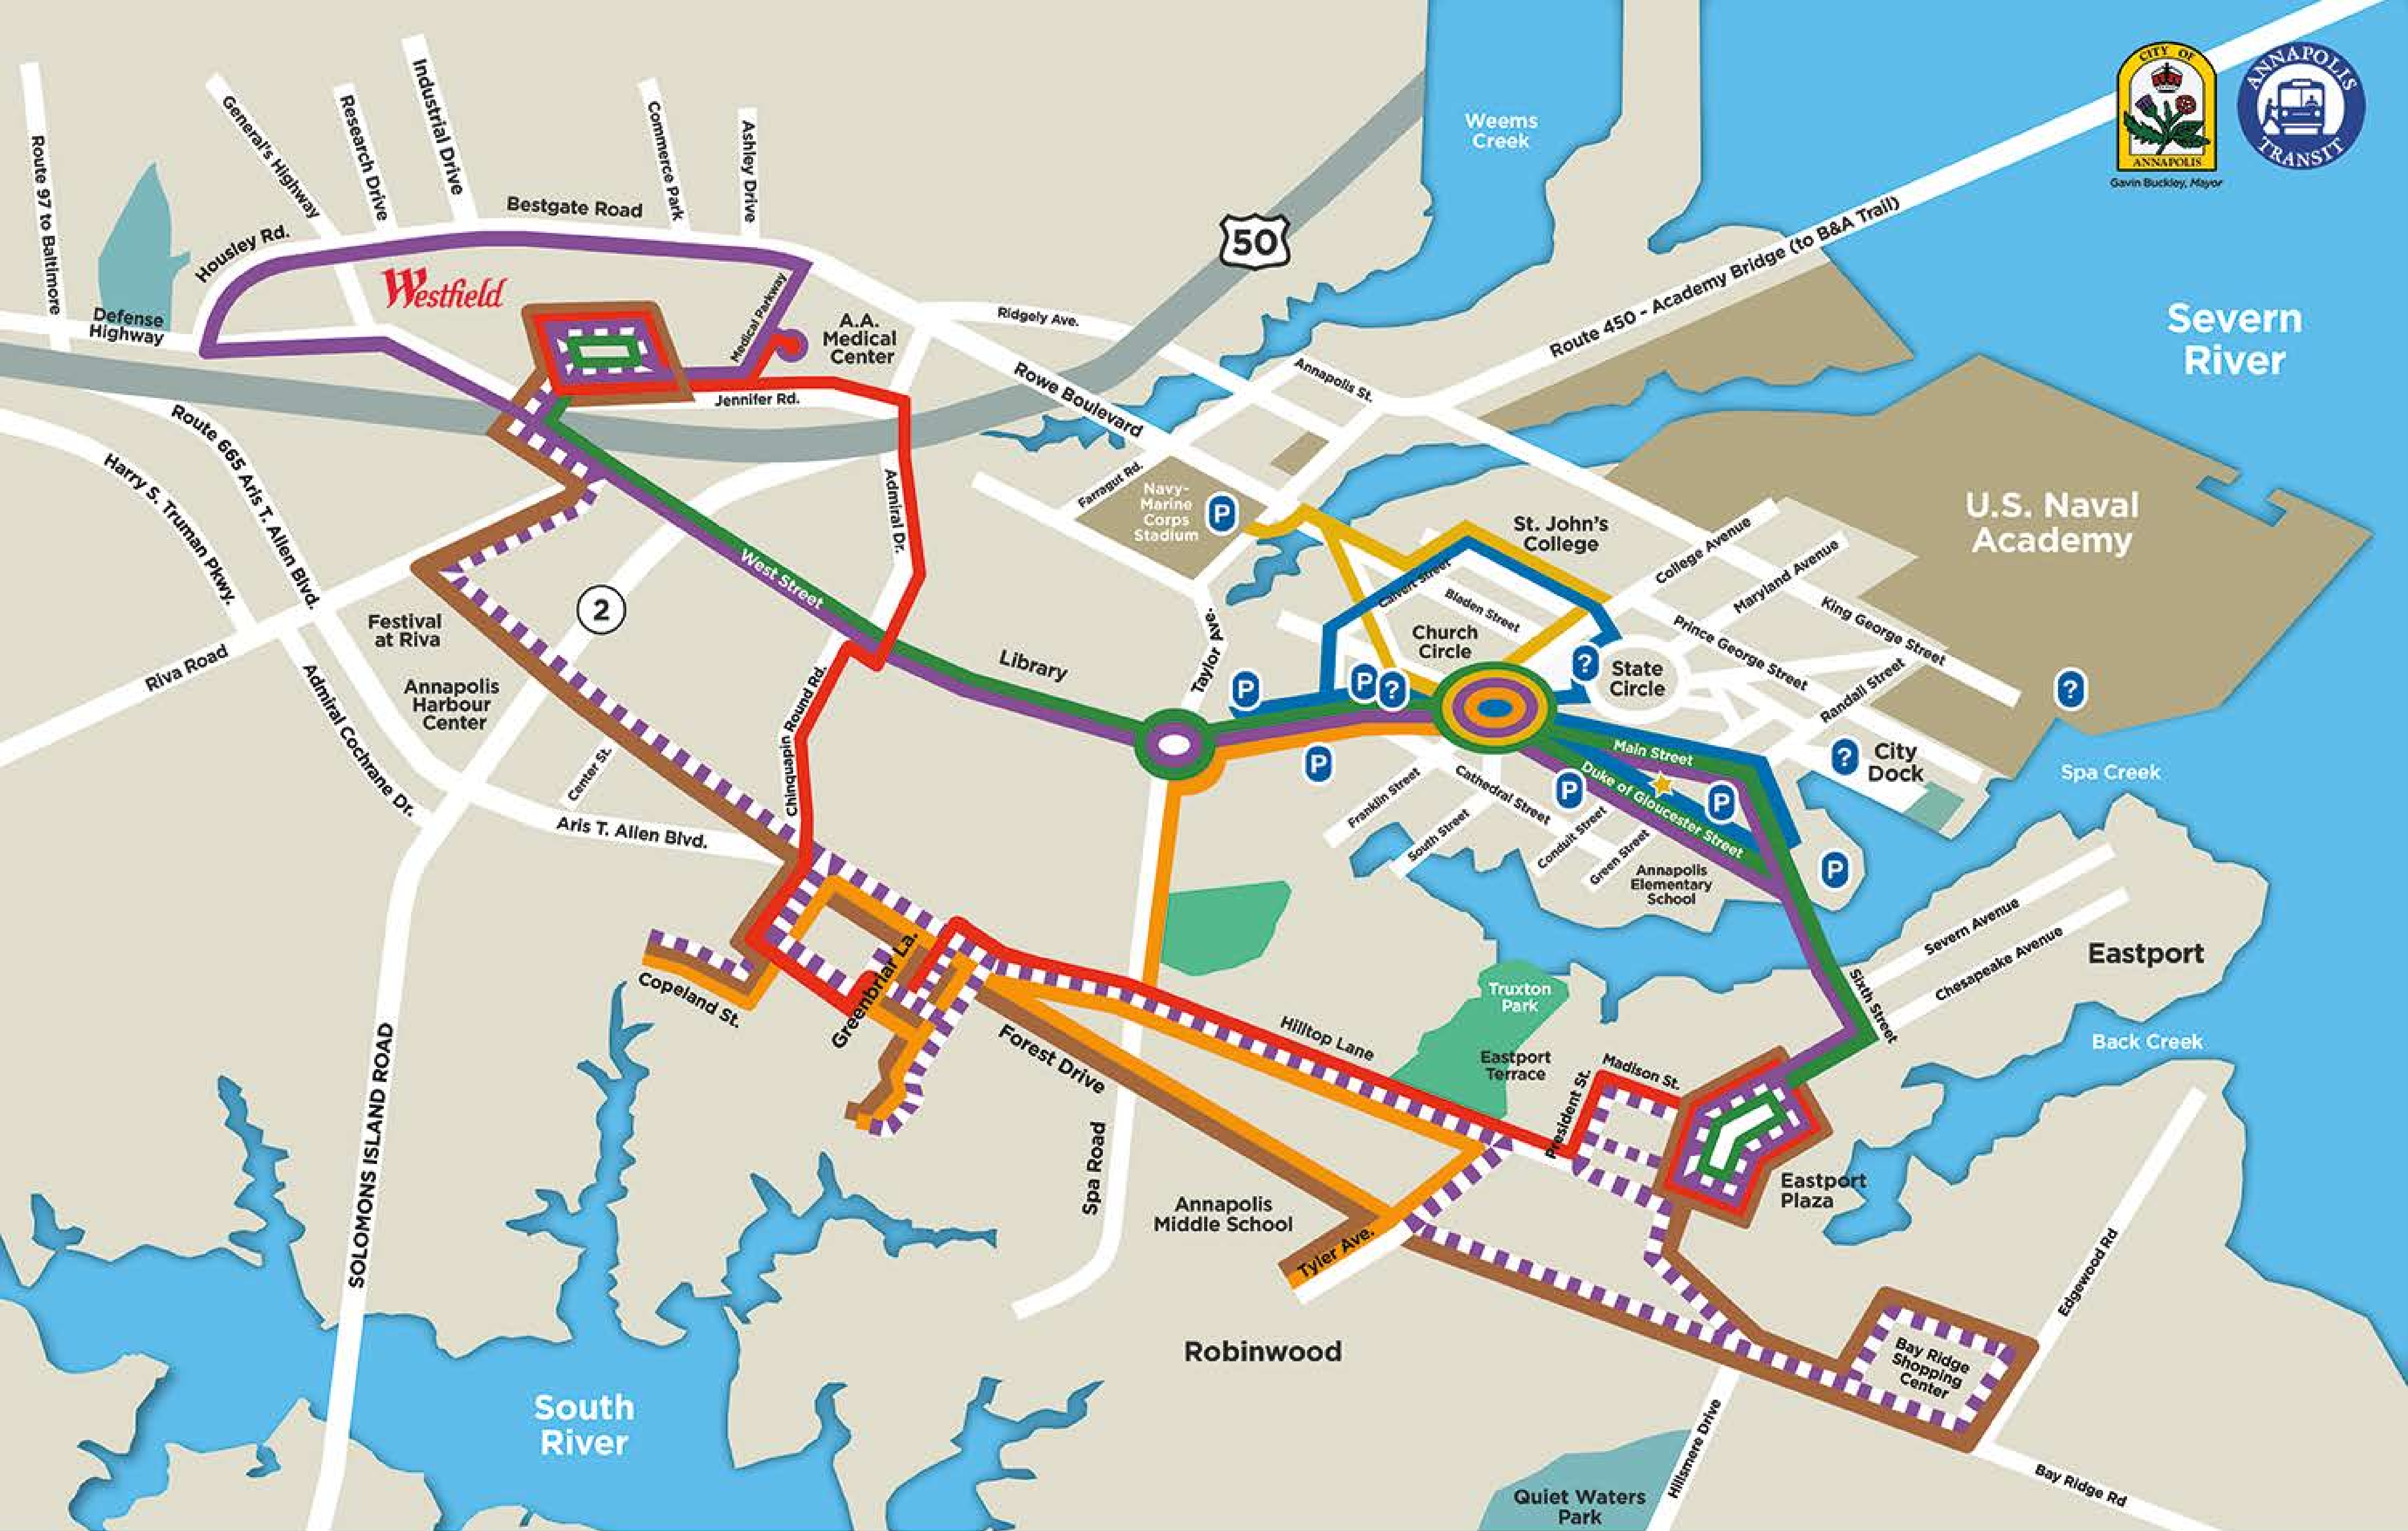 CITY OF
ANNAPOLIS
Gavin Buckley, Mayor
ANNAPOLIS
TRANSIT
Route 97 to Baltimore
General's Highway
Research Drive
Industrial Drive
Commerce Park
Ashley Drive
Bestgate Road
Housley Rd.
Westfield
Defense
Highway
Medical Parkway
A.A.
Medical
Center
Jennifer Rd.
50
Weems
Creek
Ridgely Ave.
Rowe Boulevard
Annapolis St.
Route 450 - Academy Bridge (to B&A Trail)
Severn
River
Harry S. Truman Pkwy.
Route 665 Aris T. Allen Blvd.
Admiral Dr.
Farragut Rd.
Navy-
Marine
Corps
Stadium
P
U.S. Naval
Academy
St. John's
College
College Avenue
Maryland Avenue
King George Street
Prince George Street
Randall Street
Calvert Street
Bladen Street
Church
Circle
State
Circle
?
P
P
?
P
?
?
City
Dock
Spa Creek
West Street
2
Festival
at Riva
Riva Road
Annapolis
Harbour
Center
Admiral Cochrane Dr.
Center St.
Chinquapin Round Rd.
Aris T. Allen Blvd.
Library
Taylor Ave.
Main Street
Duke of Gloucester Street
P
P
P
Franklin Street
Cathedral Street
South Street
Conduit Street
Green Street
Annapolis
Elementary
School
Severn Avenue
Chesapeake Avenue
Eastport
Sixth Street
Back Creek
Copeland St.
Greenbriar La.
Forest Drive
Hilltop Lane
Truxton
Park
Eastport
Terrace
President St.
Madison St.
Eastport
Plaza
SOLOMONS ISLAND ROAD
Spa Road
Annapolis
Middle School
Tyler Ave.
Robinwood
Edgewood Rd
Bay Ridge
Shopping
Center
South
River
Hillsmere Drive
Quiet Waters
Park
Bay Ridge Rd